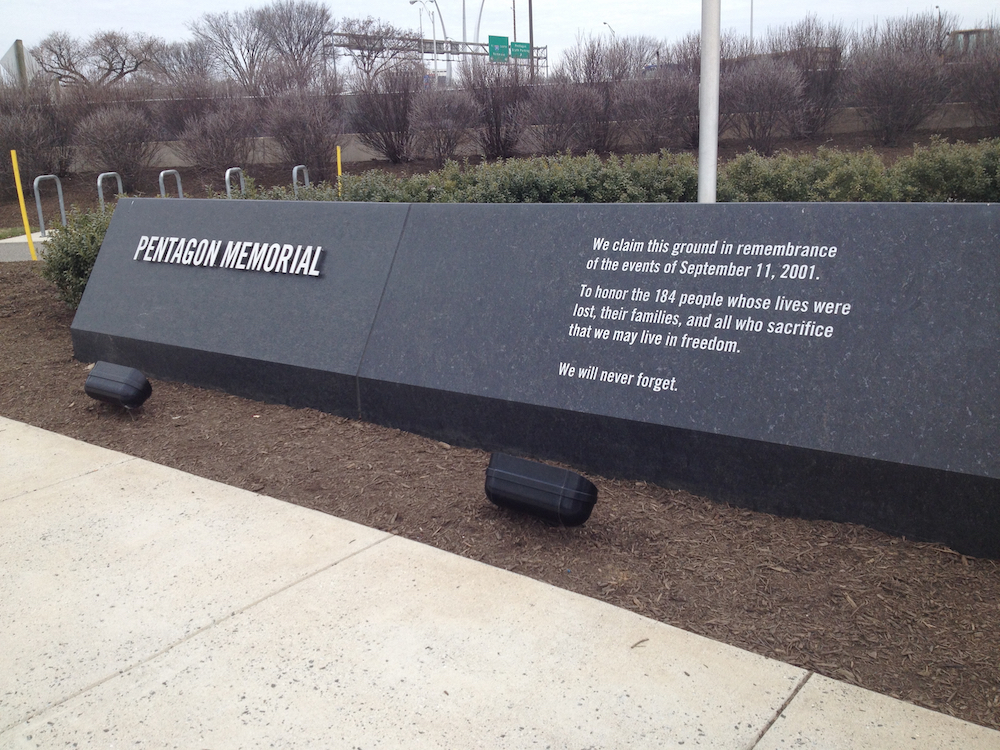 PENTAGON MEMORIAL
We claim this ground in remembrance
of the events of September 11, 2001.
To honor the 184 people whose lives were
lost, their families, and all who sacrifice
that we may live in freedom.
We will never forget.